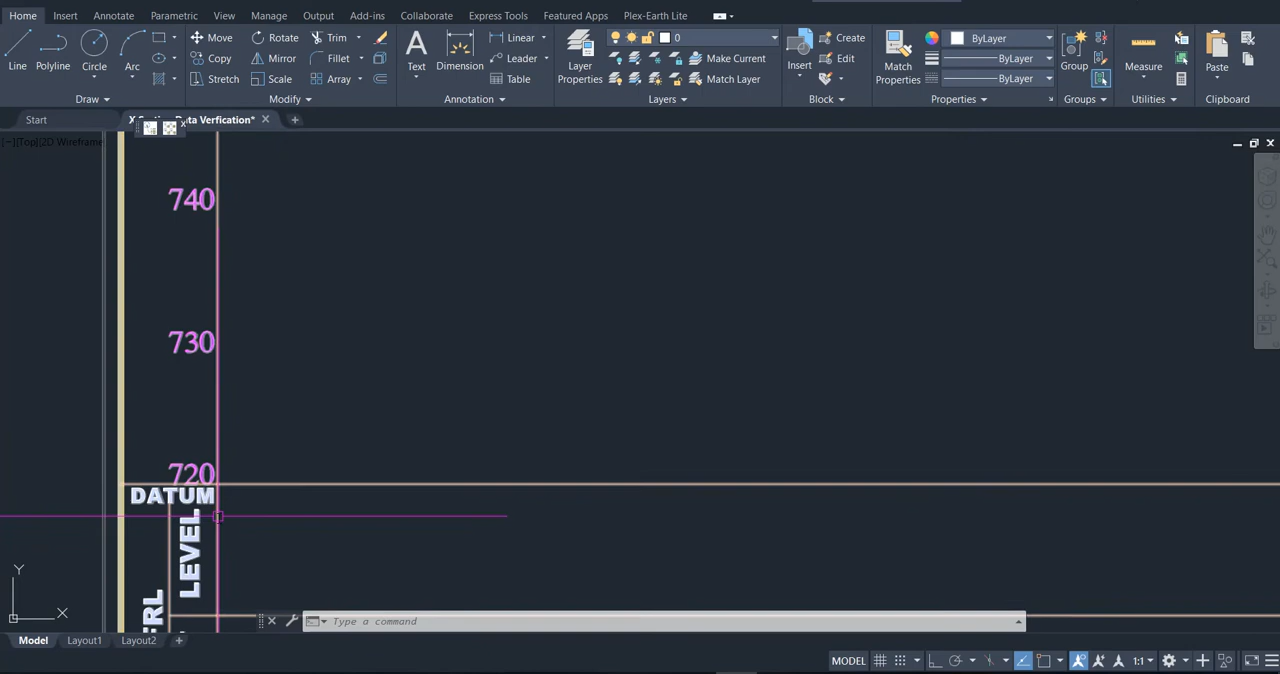 Home Insert Annotate Parametric View Manage Output Add-ins Collaborate Express Tools Featured Apps Plex-Earth Lite
Line Polyline Circle Arc
Draw
Move Rotate Trim
Copy Mirror Fillet
Stretch Scale Array
Modify
Text Dimension
Linear
Leader
Table
Annotation
Layer Properties
0
Make Current
Match Layer
Layers
Insert
Create
Edit
Block
Match Properties
ByLayer
ByLayer
ByLayer
Properties
Group
Groups
Measure
Utilities
Paste
Clipboard
Start
Data Verfication*
[−][Top][2D Wireframe
740
730
720
DATUM
LEVEL
Y
X
Type a command
Model Layout1 Layout2
MODEL 1:1